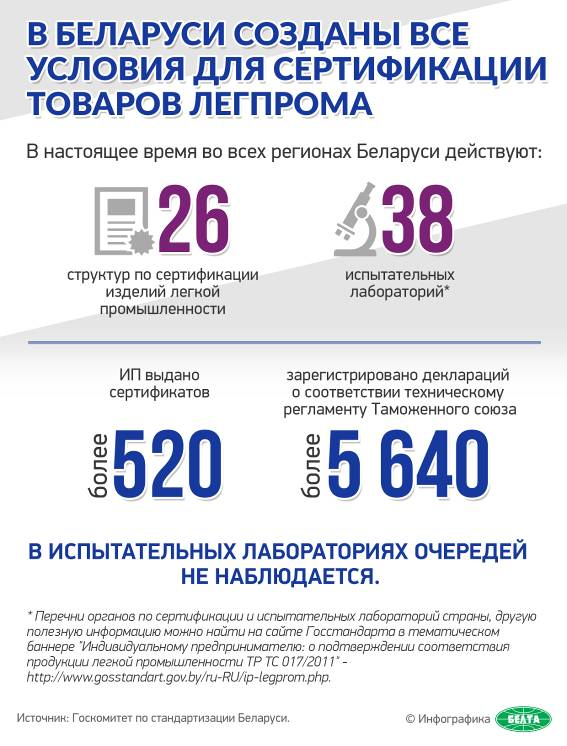 В БЕЛАРУСИ СОЗДАНЫ ВСЕ
УСЛОВИЯ ДЛЯ СЕРТИФИКАЦИИ
ТОВАРОВ ЛЕГПРОМА
В настоящее время во всех регионах Беларуси действуют:
26
структур по сертификации
изделий легкой
промышленности
38
испытательных
лабораторий*
ИП выдано
сертификатов
более 520
зарегистрировано деклараций
о соответствии техническому
регламенту Таможенного союза
более 5 640
В ИСПЫТАТЕЛЬНЫХ ЛАБОРАТОРИЯХ ОЧЕРЕДЕЙ
НЕ НАБЛЮДАЕТСЯ.
* Перечни органов по сертификации и испытательных лабораторий страны, другую
полезную информацию можно найти на сайте Госстандарта в тематическом
баннере "Индивидуальному предпринимателю: о подтверждении соответствия
продукции легкой промышленности ТР ТС 017/2011" -
http://www.gosstandart.gov.by/ru-RU/ip-legprom.php.
Источник: Госкомитет по стандартизации Беларуси.
© Инфографика БЕЛТА